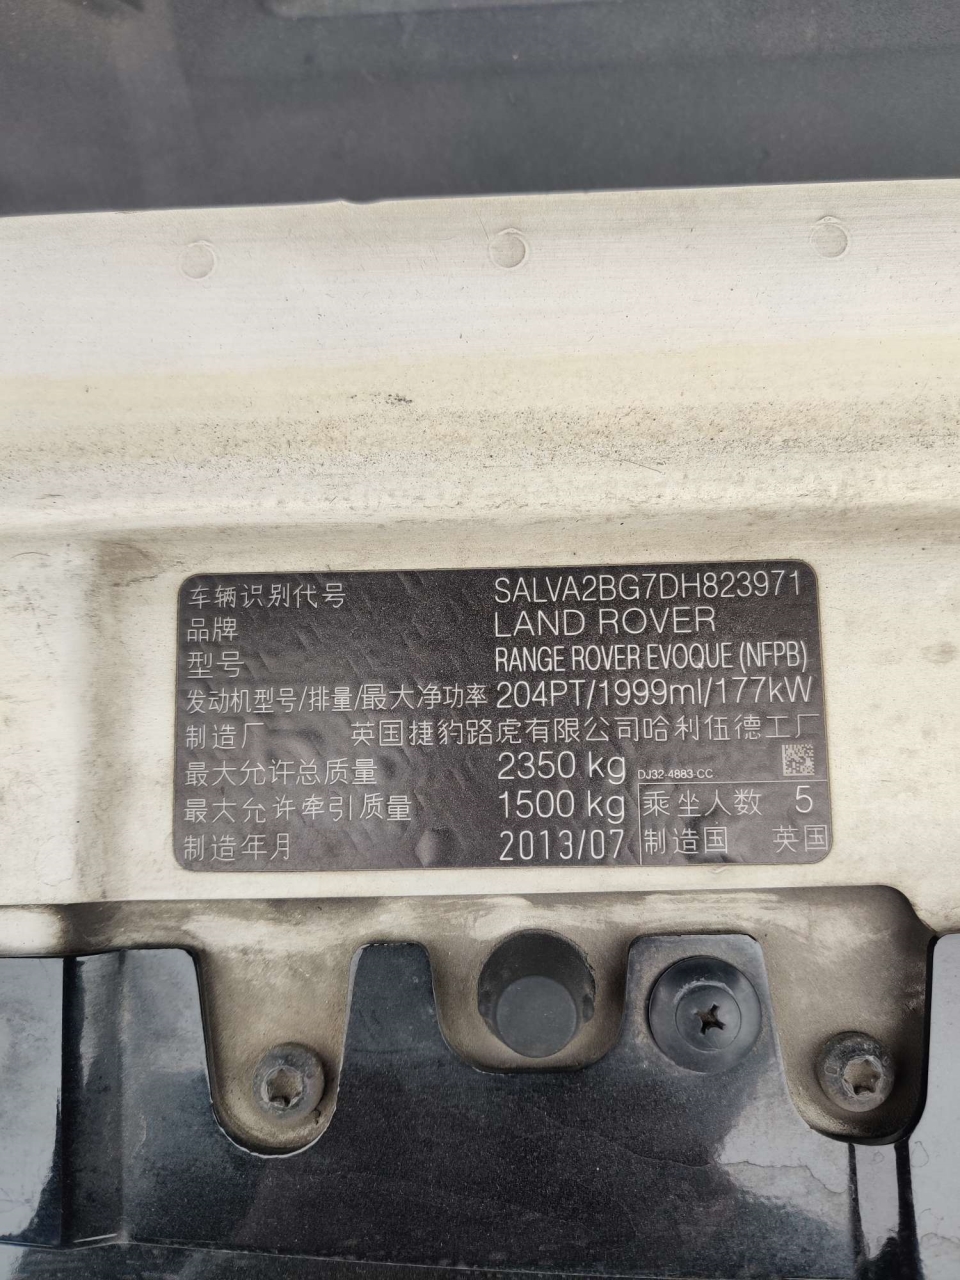 车辆识别代号 SALVA2BG7DH823971
品牌 LAND ROVER
型号 RANGE ROVER EVOQUE (NFPB)
发动机型号/排量/最大净功率 204PT/1999ml/177kW
制造厂 英国捷豹路虎有限公司哈利伍德工厂
最大允许总质量 2350 kg DJ32-4883-CC
最大允许牵引质量 1500 kg 乘坐人数 5
制造年月 2013/07 制造国 英国